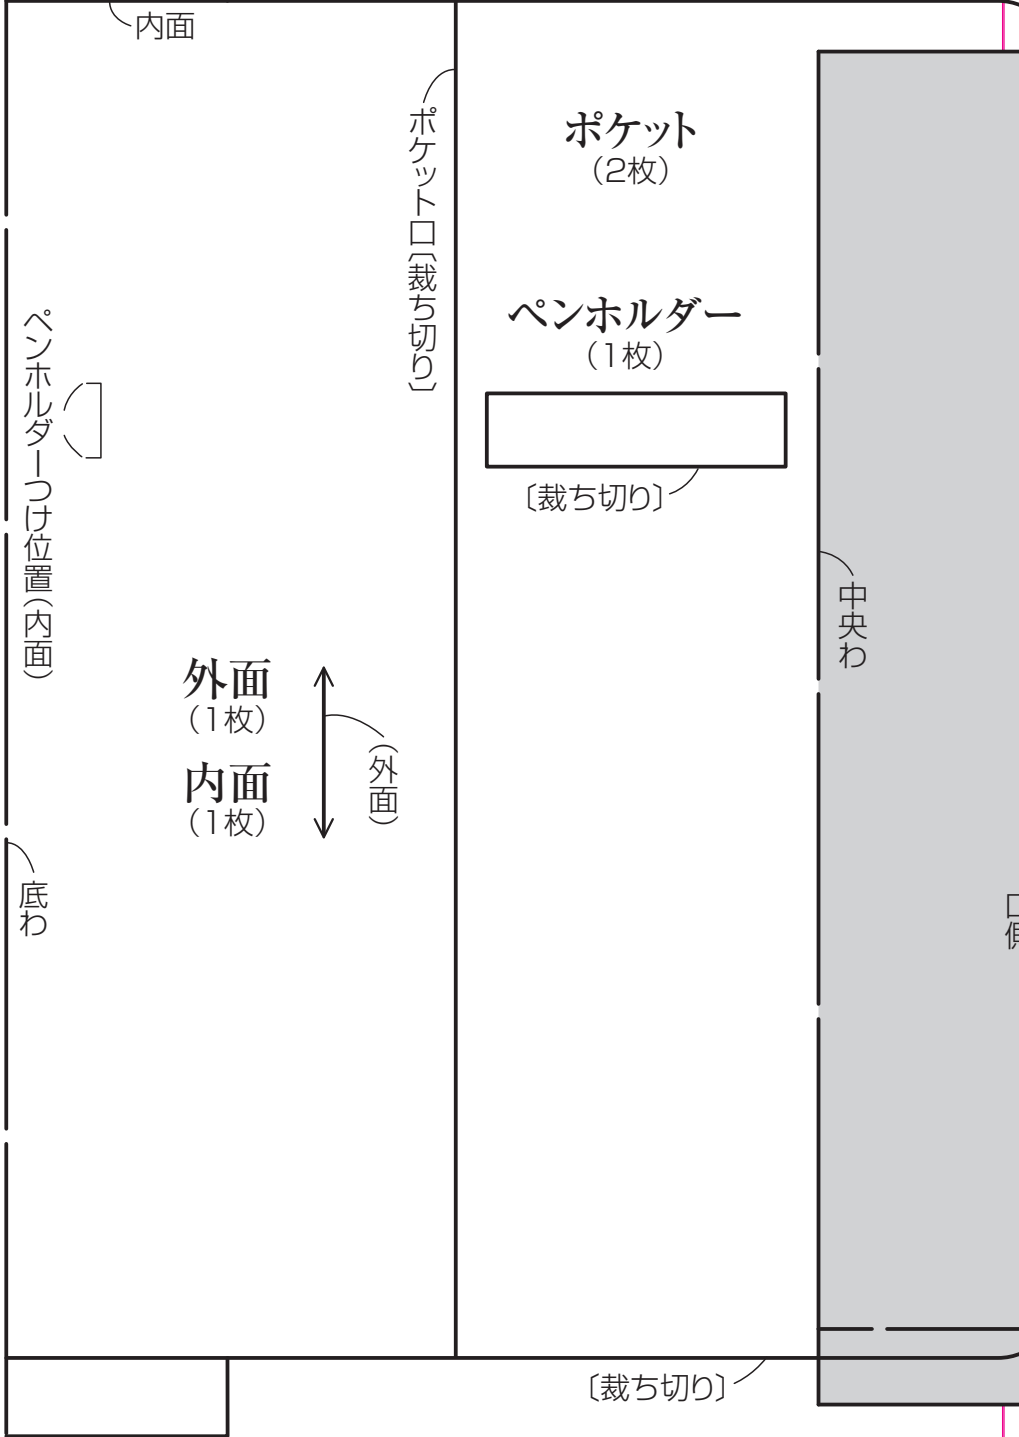 内面
ポケット口〔裁ち切り〕
ポケット
（2枚）
ペンホルダー
（1枚）
〔裁ち切り〕
ペンホルダーつけ位置（内面）
中央わ
外面
（1枚）
内面
（1枚）
（外面）
底わ
口側
〔裁ち切り〕